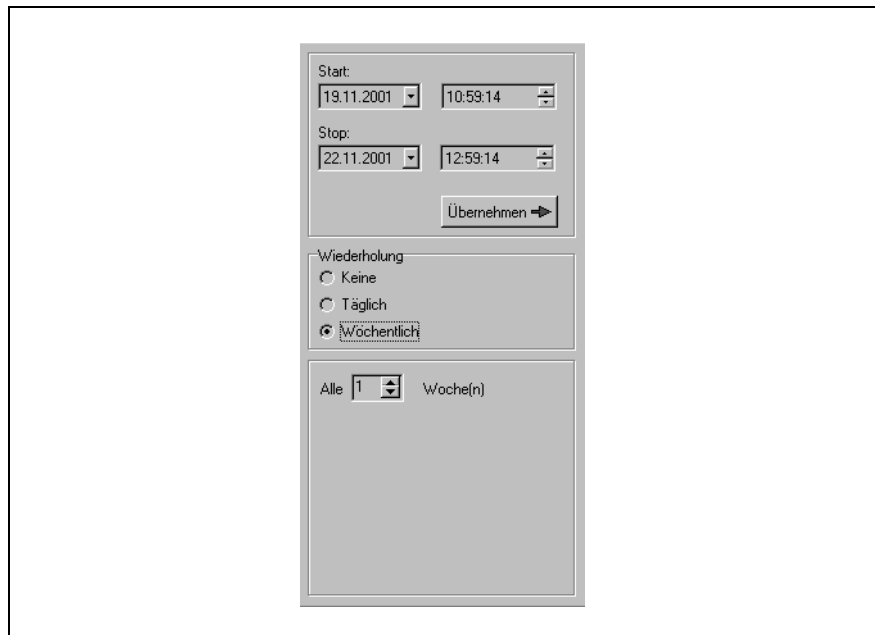 Start:
19.11.2001 10:59:14
Stop:
22.11.2001 12:59:14
Übernehmen
Wiederholung
Keine
Täglich
Wöchentlich
Alle 1 Woche(n)